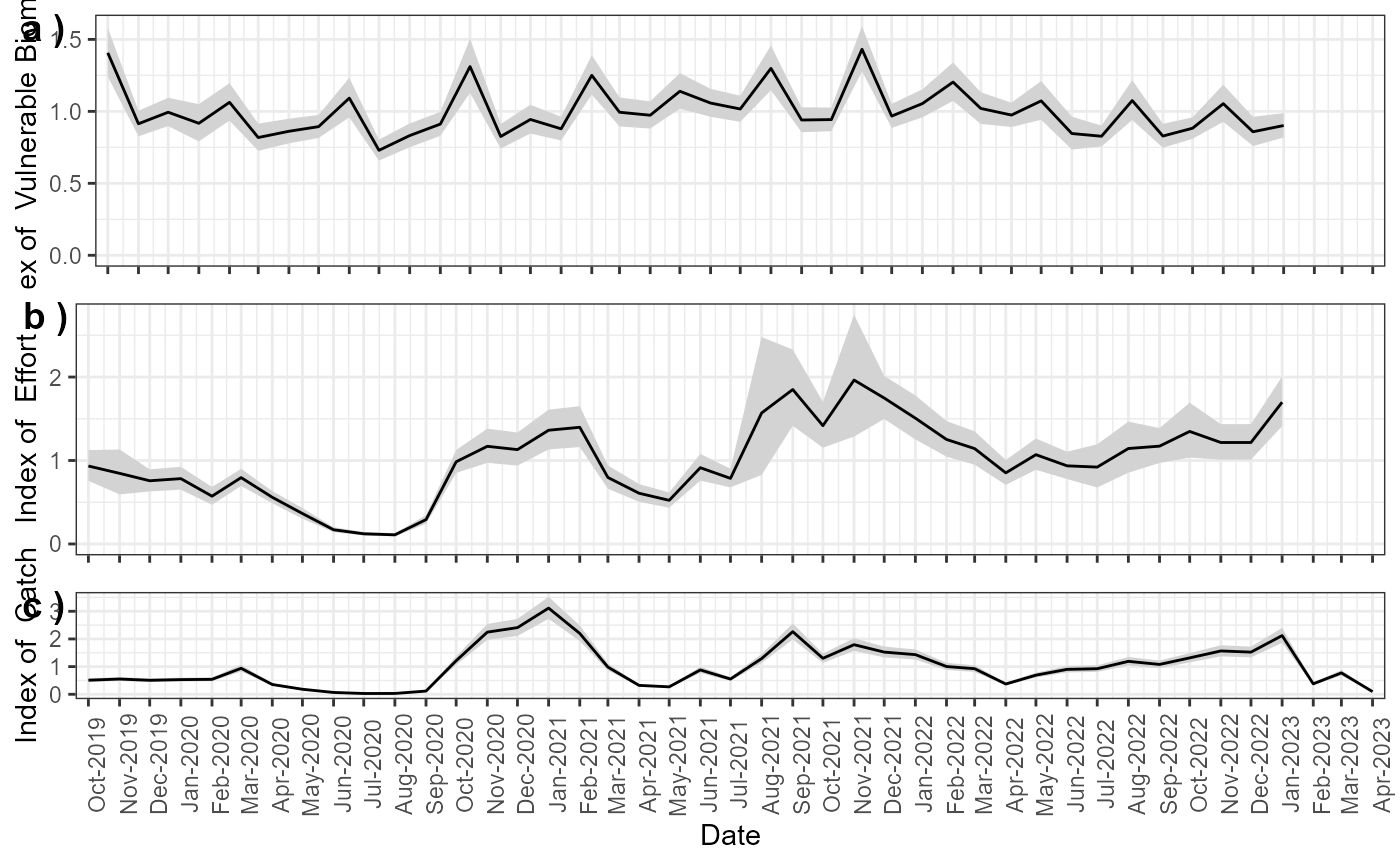 a )
ex of Vulnerable Biom
1.5
1.0
0.5
0.0
b )
Index of Effort
2
1
0
c )
Index of Catch
3
2
1
0
Oct-2019
Nov-2019
Dec-2019
Jan-2020
Feb-2020
Mar-2020
Apr-2020
May-2020
Jun-2020
Jul-2020
Aug-2020
Sep-2020
Oct-2020
Nov-2020
Dec-2020
Jan-2021
Feb-2021
Mar-2021
Apr-2021
May-2021
Jun-2021
Jul-2021
Aug-2021
Sep-2021
Oct-2021
Nov-2021
Dec-2021
Jan-2022
Feb-2022
Mar-2022
Apr-2022
May-2022
Jun-2022
Jul-2022
Aug-2022
Sep-2022
Oct-2022
Nov-2022
Dec-2022
Jan-2023
Feb-2023
Mar-2023
Apr-2023
Date